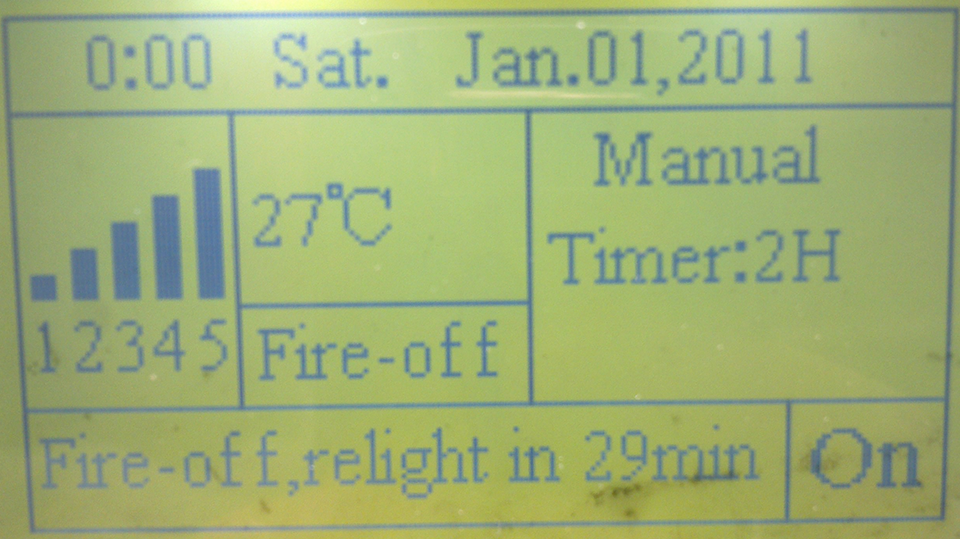 0:00 Sat. Jan.01,2011
Manual
27℃
Timer:2H
12345
Fire-off
Fire-off,relight in 29min
On